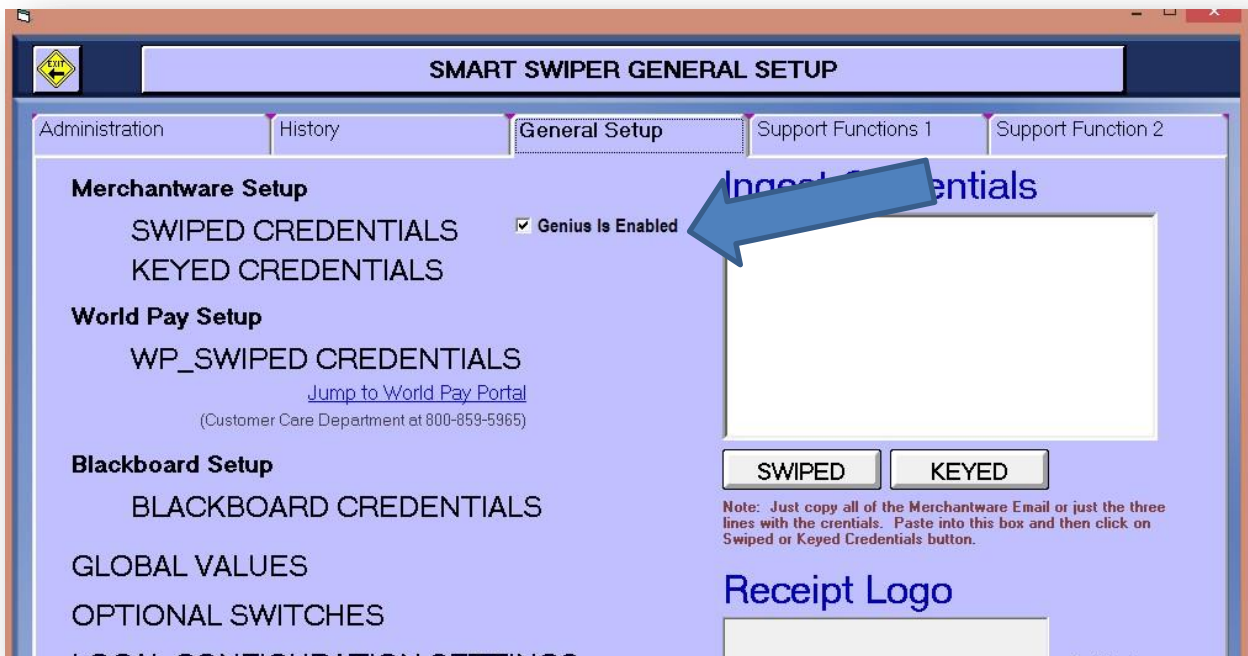 EXIT
SMART SWIPER GENERAL SETUP
Administration History General Setup Support Functions 1 Support Function 2
Merchantware Setup
SWIPED CREDENTIALS
Genius Is Enabled
KEYED CREDENTIALS
World Pay Setup
WP_SWIPED CREDENTIALS
Jump to World Pay Portal
(Customer Care Department at 800-859-5965)
Blackboard Setup
BLACKBOARD CREDENTIALS
GLOBAL VALUES
OPTIONAL SWITCHES
SWIPED KEYED
Note: Just copy all of the Merchantware Email or just the three
lines with the crentials. Paste into this box and then click on
Swiped or Keyed Credentials button.
Receipt Logo